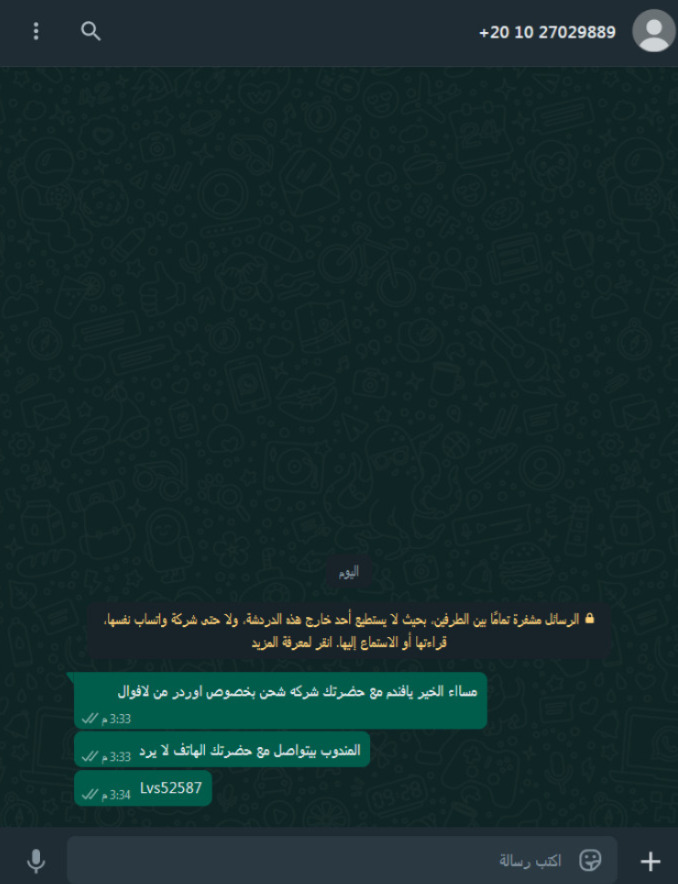 +20 10 27029889
اليوم
الرسائل مشفرة تمامًا بين الطرفين، بحيث لا يستطيع أحد خارج هذه الدردشة، ولا حتى شركة واتساب نفسها،
قراءتها أو الاستماع إليها. انقر لمعرفة المزيد
مسااء الخير يافندم مع حضرتك شركه شحن بخصوص اوردر من لافوال
3:33 م
المندوب بيتواصل مع حضرتك الهاتف لا يرد
3:33 م
Lvs52587
3:34 م
اكتب رسالة